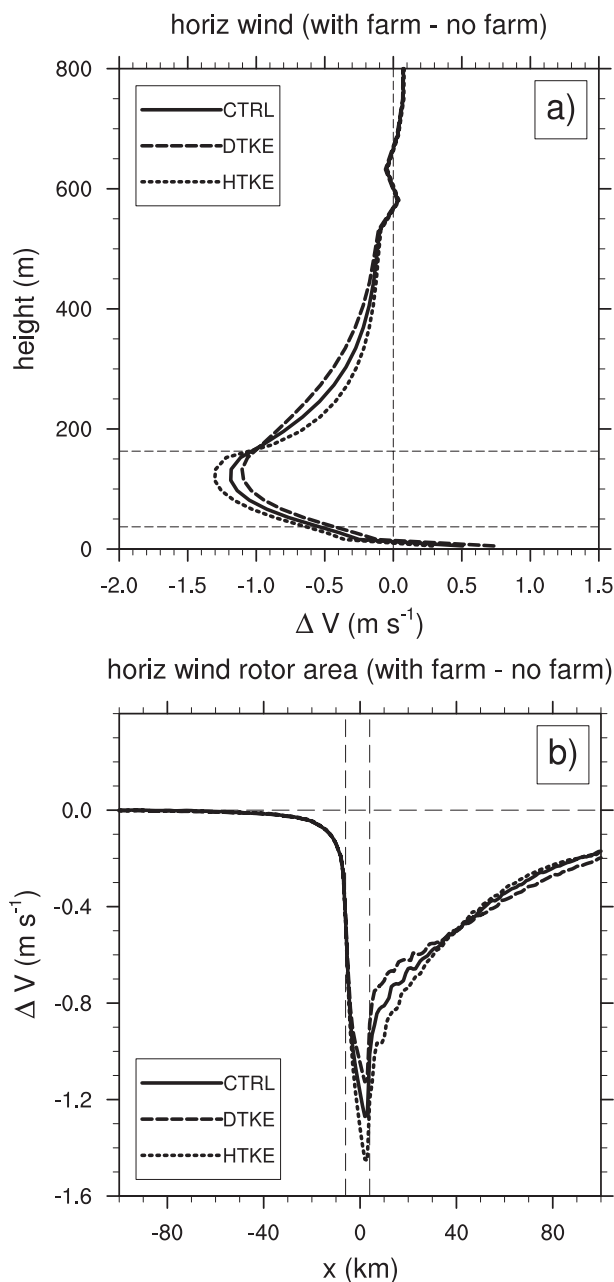 horiz wind (with farm - no farm)
800
600
400
200
0
height (m)
CTRL
DTKE
HTKE
a)
-2.0 -1.5 -1.0 -0.5 0.0 0.5 1.0 1.5
Δ V (m s⁻¹)
horiz wind rotor area (with farm - no farm)
b)
0.0
-0.4
-0.8
-1.2
-1.6
Δ V (m s⁻¹)
CTRL
DTKE
HTKE
-80 -40 0 40 80
x (km)